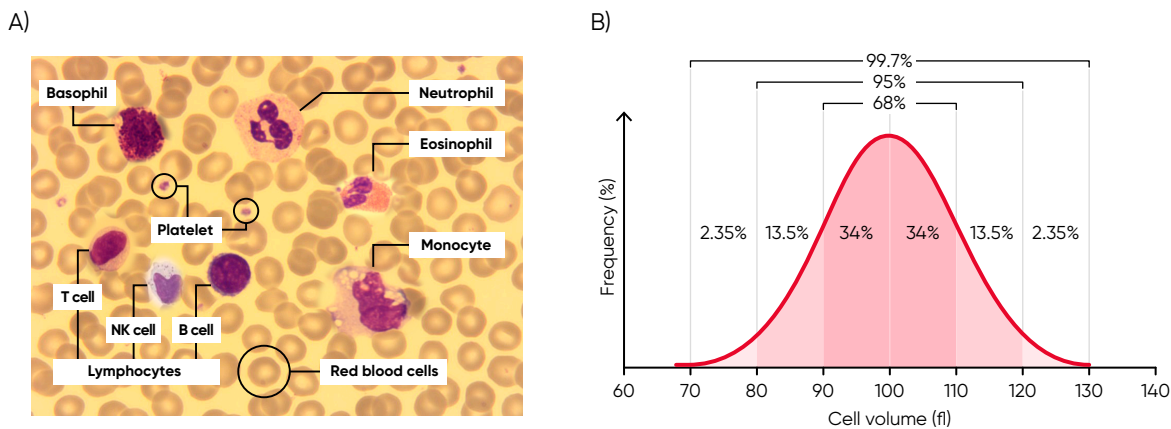 A)
Basophil
Neutrophil
Eosinophil
Platelet
Monocyte
T cell
NK cell
B cell
Lymphocytes
Red blood cells
B)
99.7%
95%
68%
Frequency (%)
2.35%
13.5%
34%
34%
13.5%
2.35%
60
70
80
90
100
110
120
130
140
Cell volume (fl)